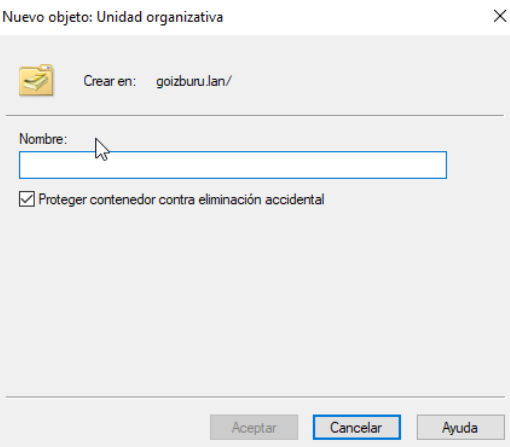 Nuevo objeto: Unidad organizativa
Crear en: goizburu.lan/
Nombre:
Proteger contenedor contra eliminación accidental
Aceptar Cancelar Ayuda